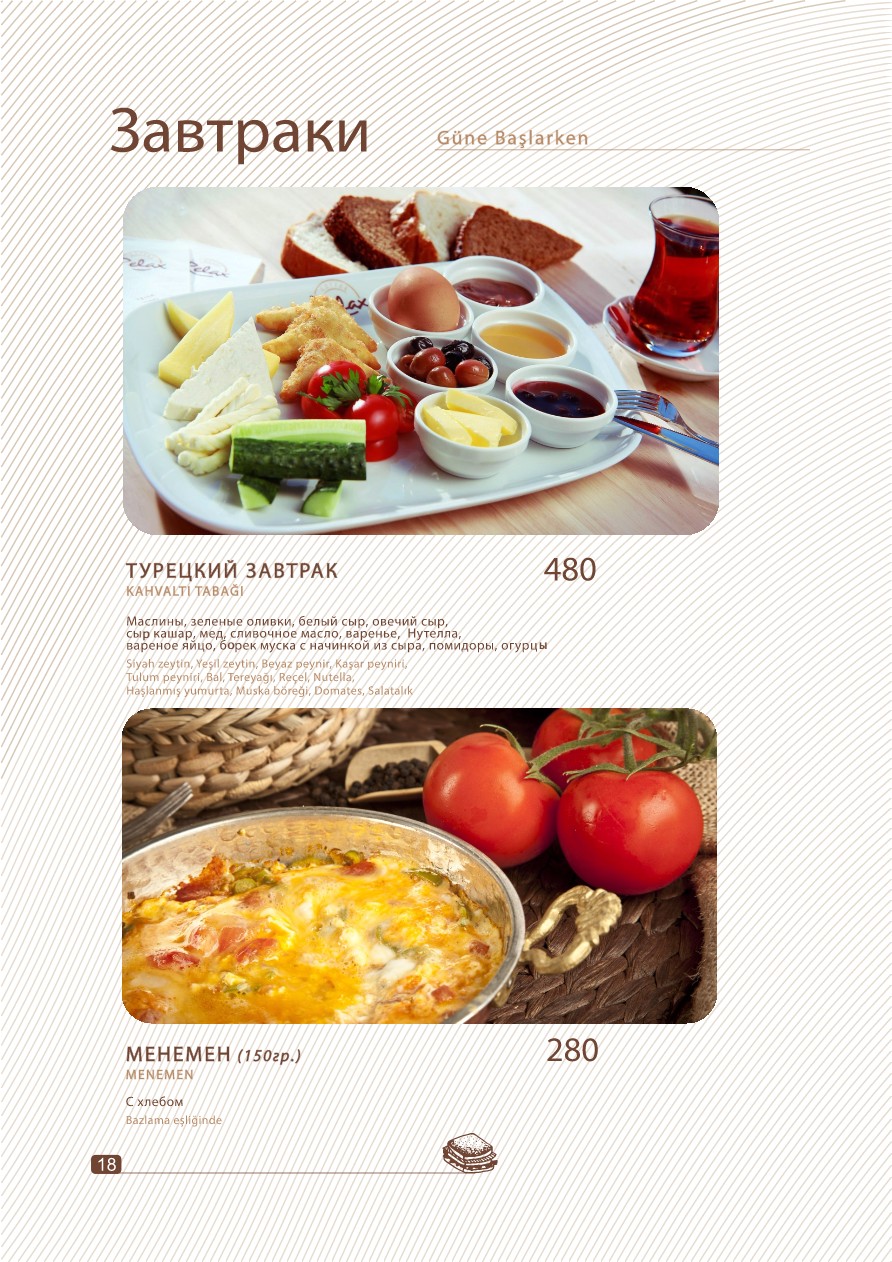 Завтраки
Güne Başlarken
ТУРЕЦКИЙ ЗАВТРАК
480
KAHVALTI TABAĞI
Маслины, зеленые оливки, белый сыр, овечий сыр,
сыр кашар, мед, сливочное масло, варенье, Нутелла,
вареное яйцо, борек муска с начинкой из сыра, помидоры, огурцы
Siyah zeytin, Yeşil zeytin, Beyaz peynir, Kaşar peyniri,
Tulum peyniri, Bal, Tereyağı, Reçel, Nutella,
Haşlanmış yumurta, Muska böreği, Domates, Salatalık
МЕНЕМЕН (150гр.)
280
MENEMEN
С хлебом
Bazlama eşliğinde
18